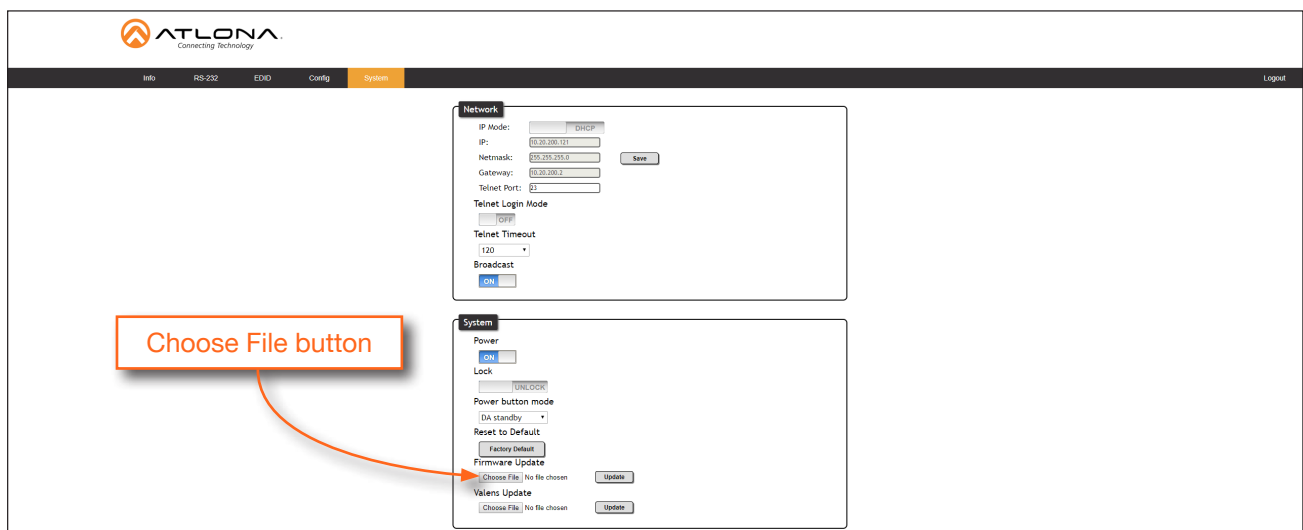 ATLONA.
Connecting Technology
Info RS-232 EDID Config System Logout
Network
IP Mode: DHCP
IP: 10.20.200.121
Netmask: 255.255.255.0 Save
Gateway: 10.20.200.2
Telnet Port: 23
Telnet Login Mode
OFF
Telnet Timeout
120
Broadcast
ON
Choose File button
System
Power
ON
Lock
UNLOCK
Power button mode
DA standby
Reset to Default
Factory Default
Firmware Update
Choose File No file chosen Update
Valens Update
Choose File No file chosen Update